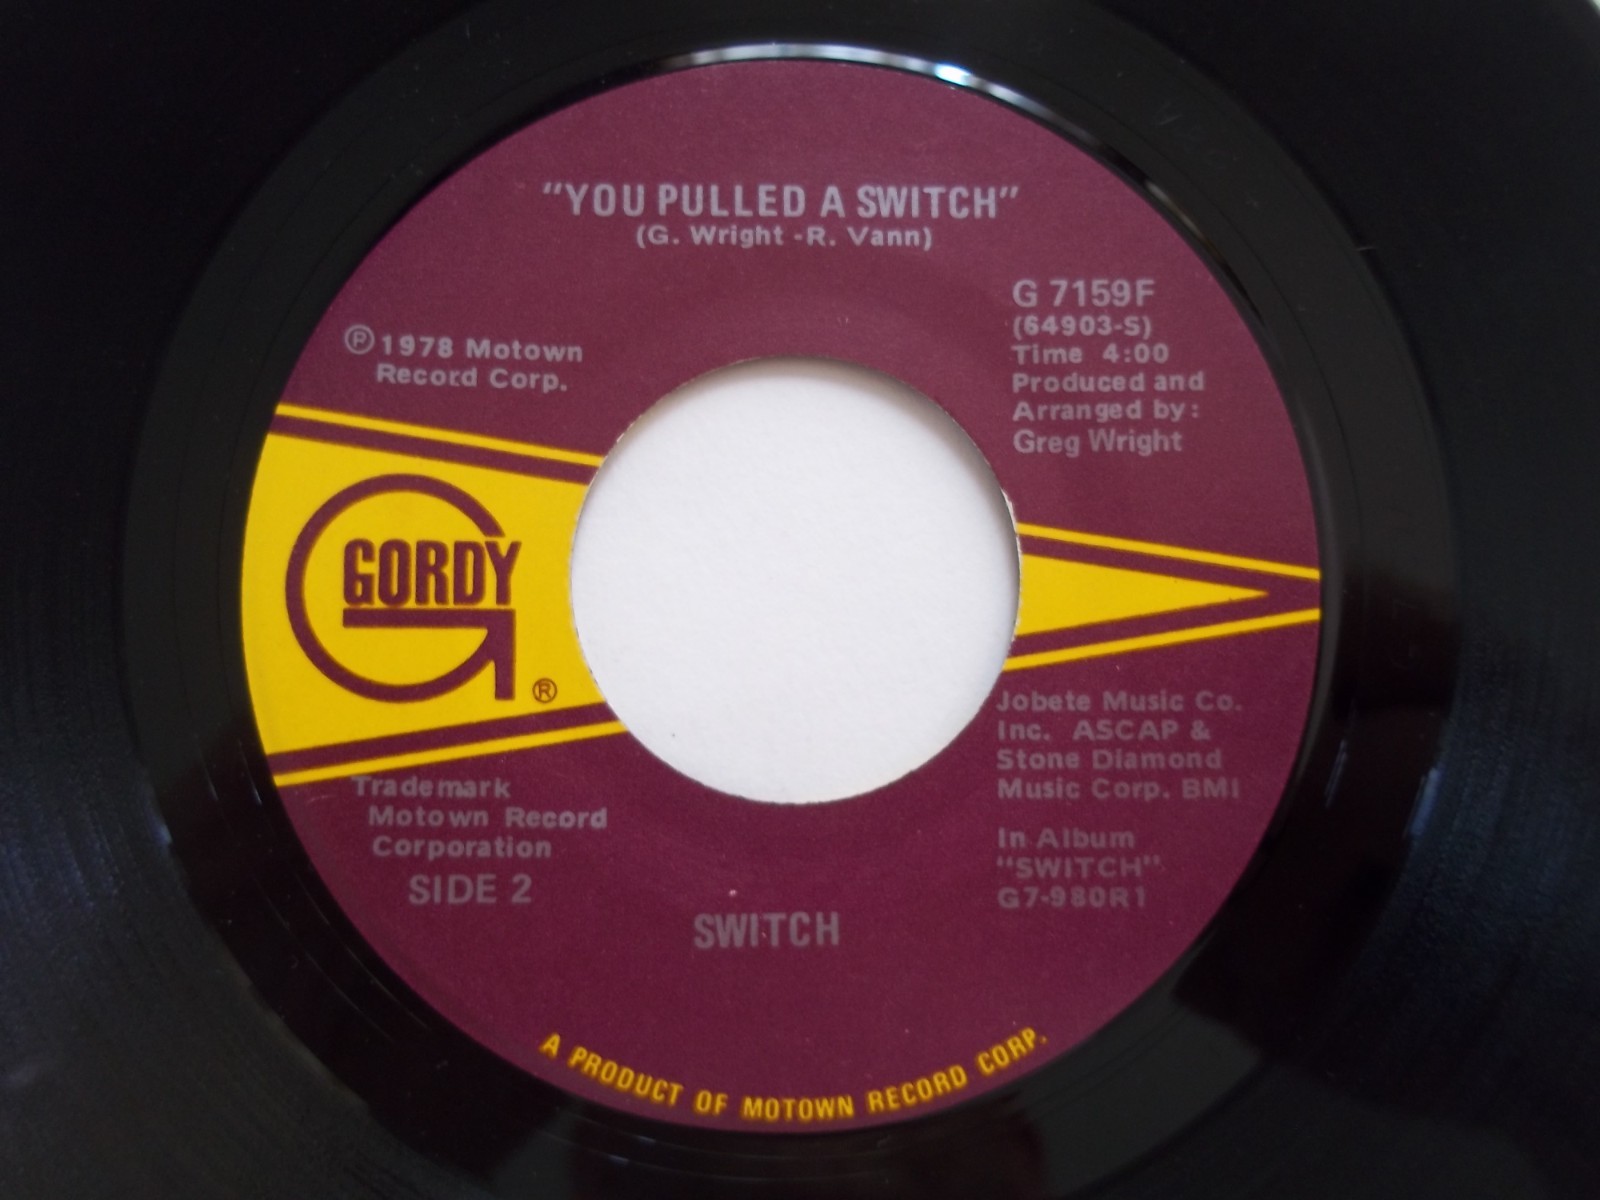 "YOU PULLED A SWITCH"
(G. Wright -R. Vann)
℗ 1978 Motown
Record Corp.
G 7159F
(64903-S)
Time 4:00
Produced and
Arranged by:
Greg Wright
GORDY
®
Jobete Music Co.
Inc. ASCAP &
Stone Diamond
Music Corp. BMI
In Album
"SWITCH"
G7-980R1
Trademark
Motown Record
Corporation
SIDE 2
SWITCH
A PRODUCT OF MOTOWN RECORD CORP.